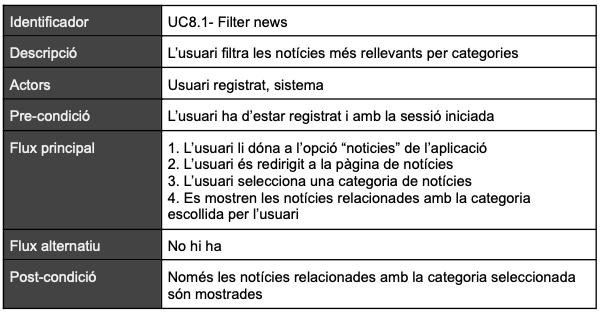 Identificador UC8.1- Filter news
Descripció L'usuari filtra les notícies més rellevants per categories
Actors Usuari registrat, sistema
Pre-condició L'usuari ha d'estar registrat i amb la sessió iniciada
Flux principal 1. L'usuari li dóna a l'opció “noticies” de l'aplicació
2. L'usuari és redirigit a la pàgina de notícies
3. L'usuari selecciona una categoria de notícies
4. Es mostren les notícies relacionades amb la categoria
escollida per l'usuari
Flux alternatiu No hi ha
Post-condició Només les notícies relacionades amb la categoria seleccionada
són mostrades